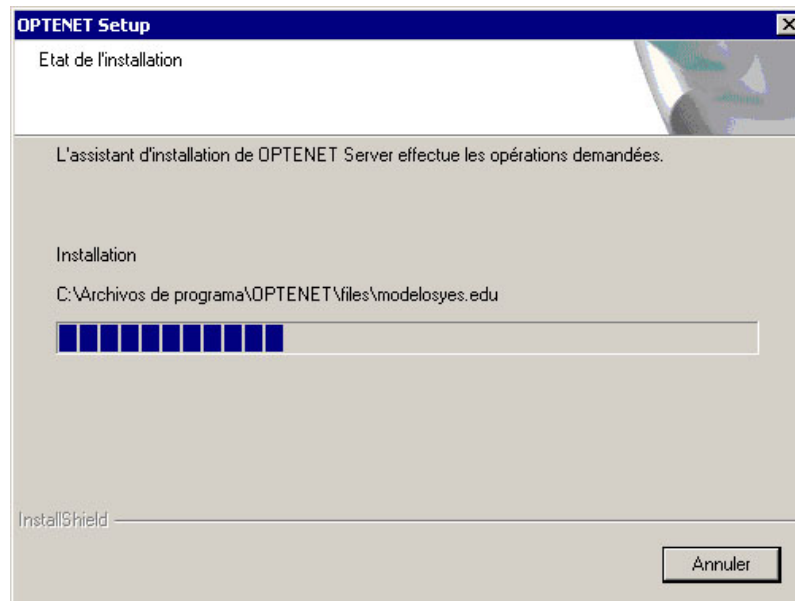 OPTENET Setup
Etat de l'installation
L'assistant d'installation de OPTENET Server effectue les opérations demandées.
Installation
C:\Archivos de programa\OPTENET\files\modelosyes.edu
InstallShield
Annuler